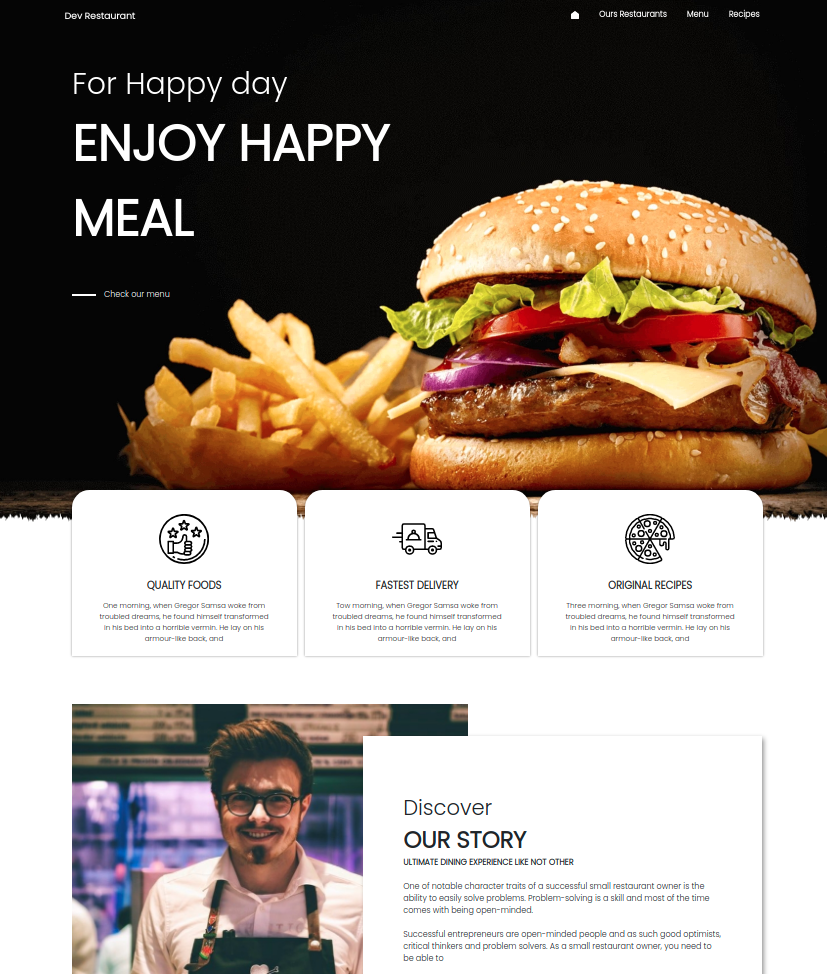 Dev Restaurant
Ours Restaurants
Menu
Recipes
For Happy day
ENJOY HAPPY
MEAL
Check our menu
QUALITY FOODS
One morning, when Gregor Samsa woke from
troubled dreams, he found himself transformed
in his bed into a horrible vermin. He lay on his
armour-like back, and
FASTEST DELIVERY
Tow morning, when Gregor Samsa woke from
troubled dreams, he found himself transformed
in his bed into a horrible vermin. He lay on his
armour-like back, and
ORIGINAL RECIPES
Three morning, when Gregor Samsa woke from
troubled dreams, he found himself transformed
in his bed into a horrible vermin. He lay on his
armour-like back, and
Discover
OUR STORY
ULTIMATE DINING EXPERIENCE LIKE NOT OTHER
One of notable character traits of a successful small restaurant owner is the
ability to easily solve problems. Problem-solving is a skill and most of the time
comes with being open-minded.
Successful entrepreneurs are open-minded people and as such good optimists,
critical thinkers and problem solvers. As a small restaurant owner, you need to
be able to